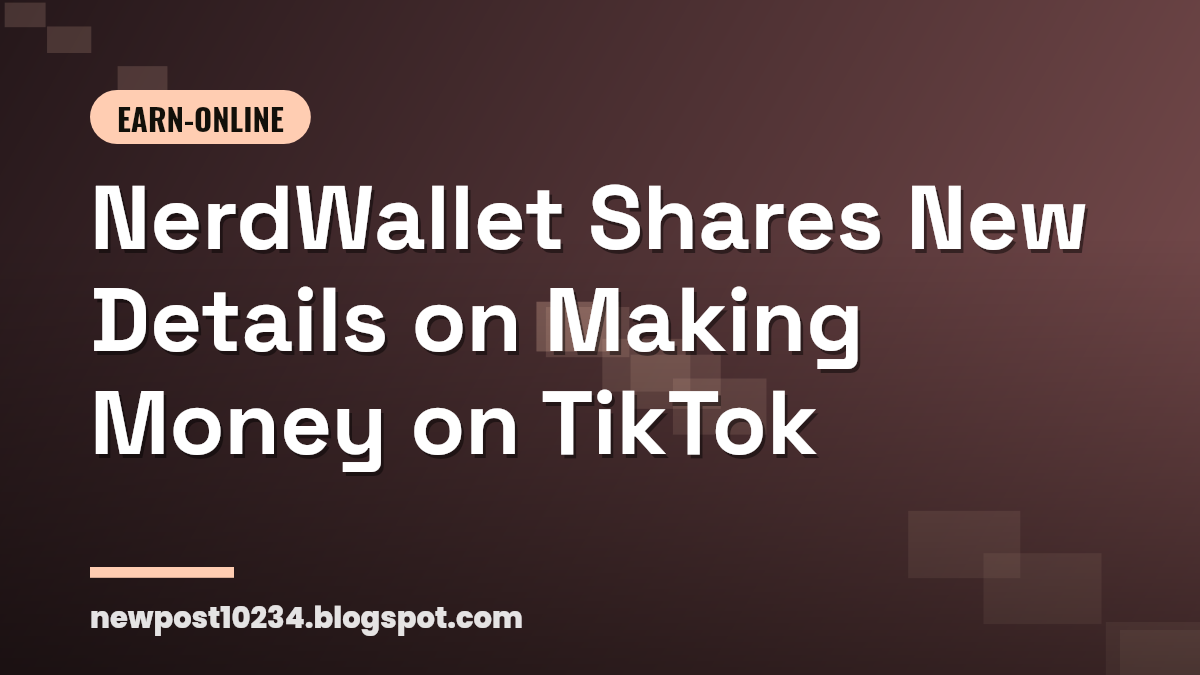 EARN-ONLINE
NerdWallet Shares New
Details on Making
Money on TikTok
newpost10234.blogspot.com